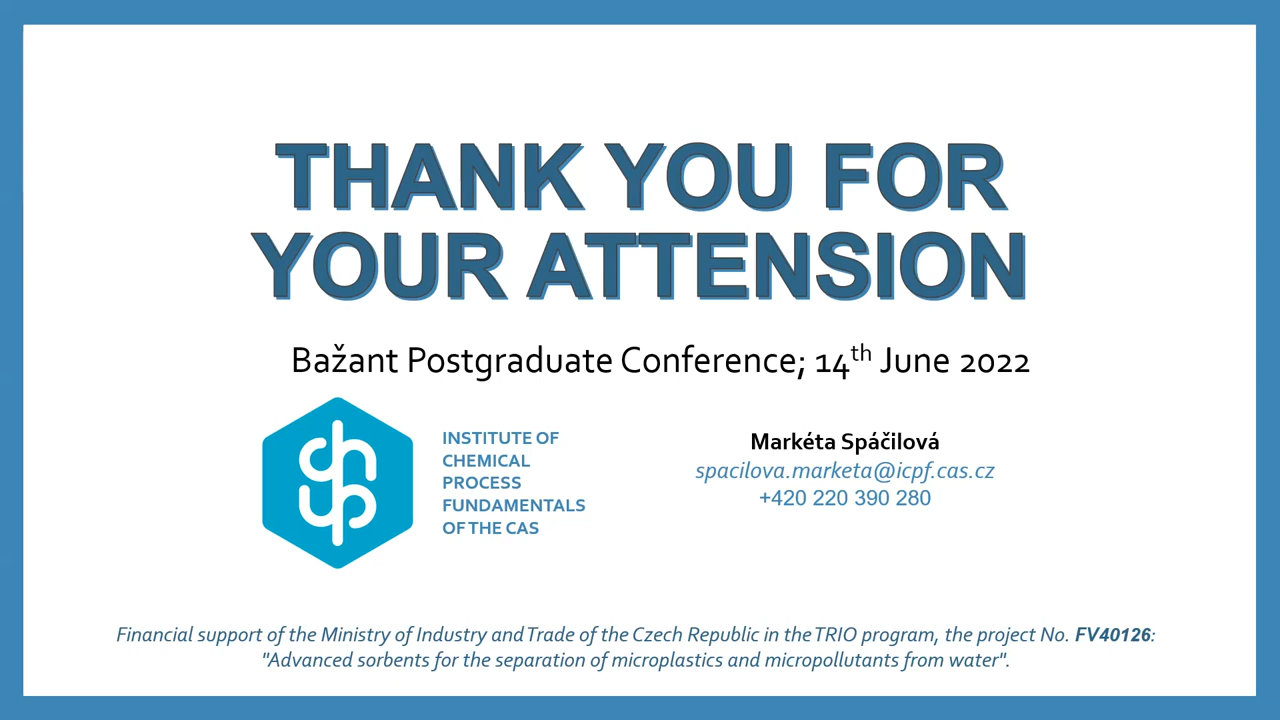 THANK YOU FOR
YOUR ATTENSION
Bažant Postgraduate Conference; 14th June 2022
INSTITUTE OF
CHEMICAL
PROCESS
FUNDAMENTALS
OF THE CAS
Markéta Spáčilová
spacilova.marketa@icpf.cas.cz
+420 220 390 280
Financial support of the Ministry of Industry and Trade of the Czech Republic in the TRIO program, the project No. FV40126:
"Advanced sorbents for the separation of microplastics and micropollutants from water".